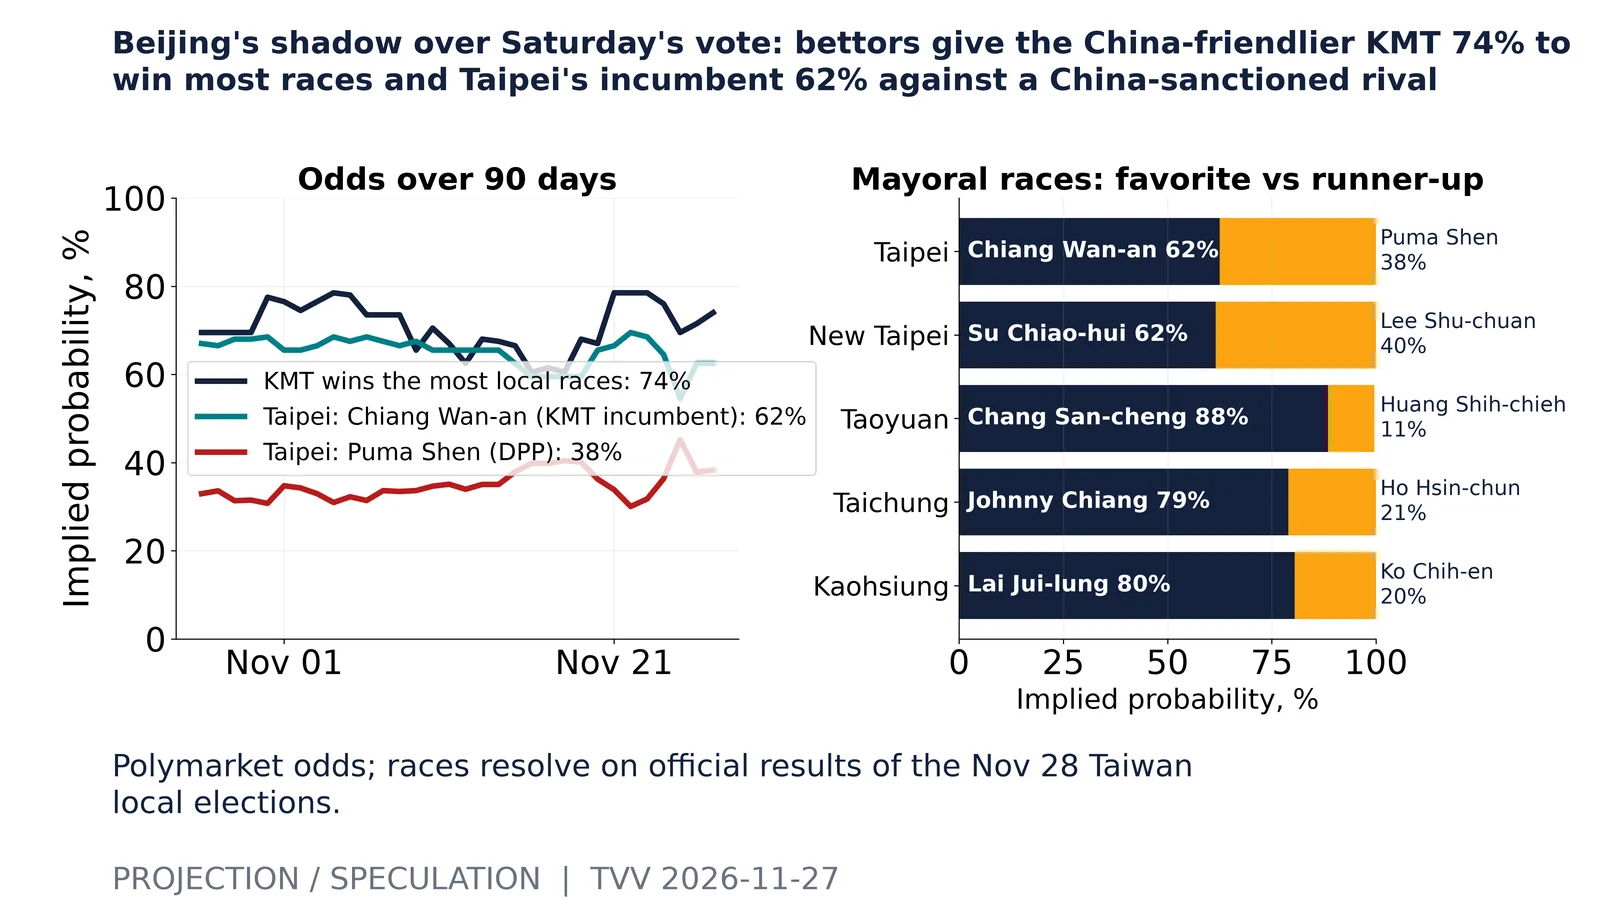 Beijing's shadow over Saturday's vote: bettors give the China-friendlier KMT 74% to
win most races and Taipei's incumbent 62% against a China-sanctioned rival
Odds over 90 days
Implied probability, %
100
80
60
40
20
0
Nov 01
Nov 21
KMT wins the most local races: 74%
Taipei: Chiang Wan-an (KMT incumbent): 62%
Taipei: Puma Shen (DPP): 38%
Mayoral races: favorite vs runner-up
Taipei
Chiang Wan-an 62%
Puma Shen
38%
New Taipei
Su Chiao-hui 62%
Lee Shu-chuan
40%
Taoyuan
Chang San-cheng 88%
Huang Shih-chieh
11%
Taichung
Johnny Chiang 79%
Ho Hsin-chun
21%
Kaohsiung
Lai Jui-lung 80%
Ko Chih-en
20%
0
25
50
75
100
Implied probability, %
Polymarket odds; races resolve on official results of the Nov 28 Taiwan
local elections.
PROJECTION / SPECULATION | TVV 2026-11-27